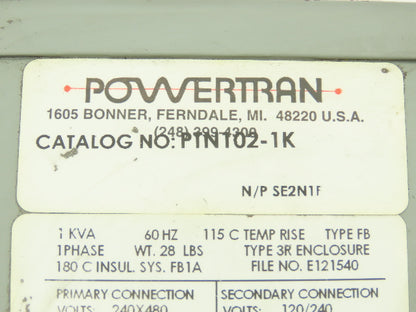 POWERTRAN
1605 BONNER, FERNDALE, MI. 48220 U.S.A.
(248) 399-4300
CATALOG NO: P1NT02-1K
N/P SE2N1F
1 KVA 60 HZ 115 C TEMP RISE TYPE FB
1PHASE WT. 28 LBS TYPE 3R ENCLOSURE
180 C INSUL. SYS. FB1A FILE NO. E121540
PRIMARY CONNECTION SECONDARY CONNECTION
VOLTS: 240X480 VOLTS: 120/240